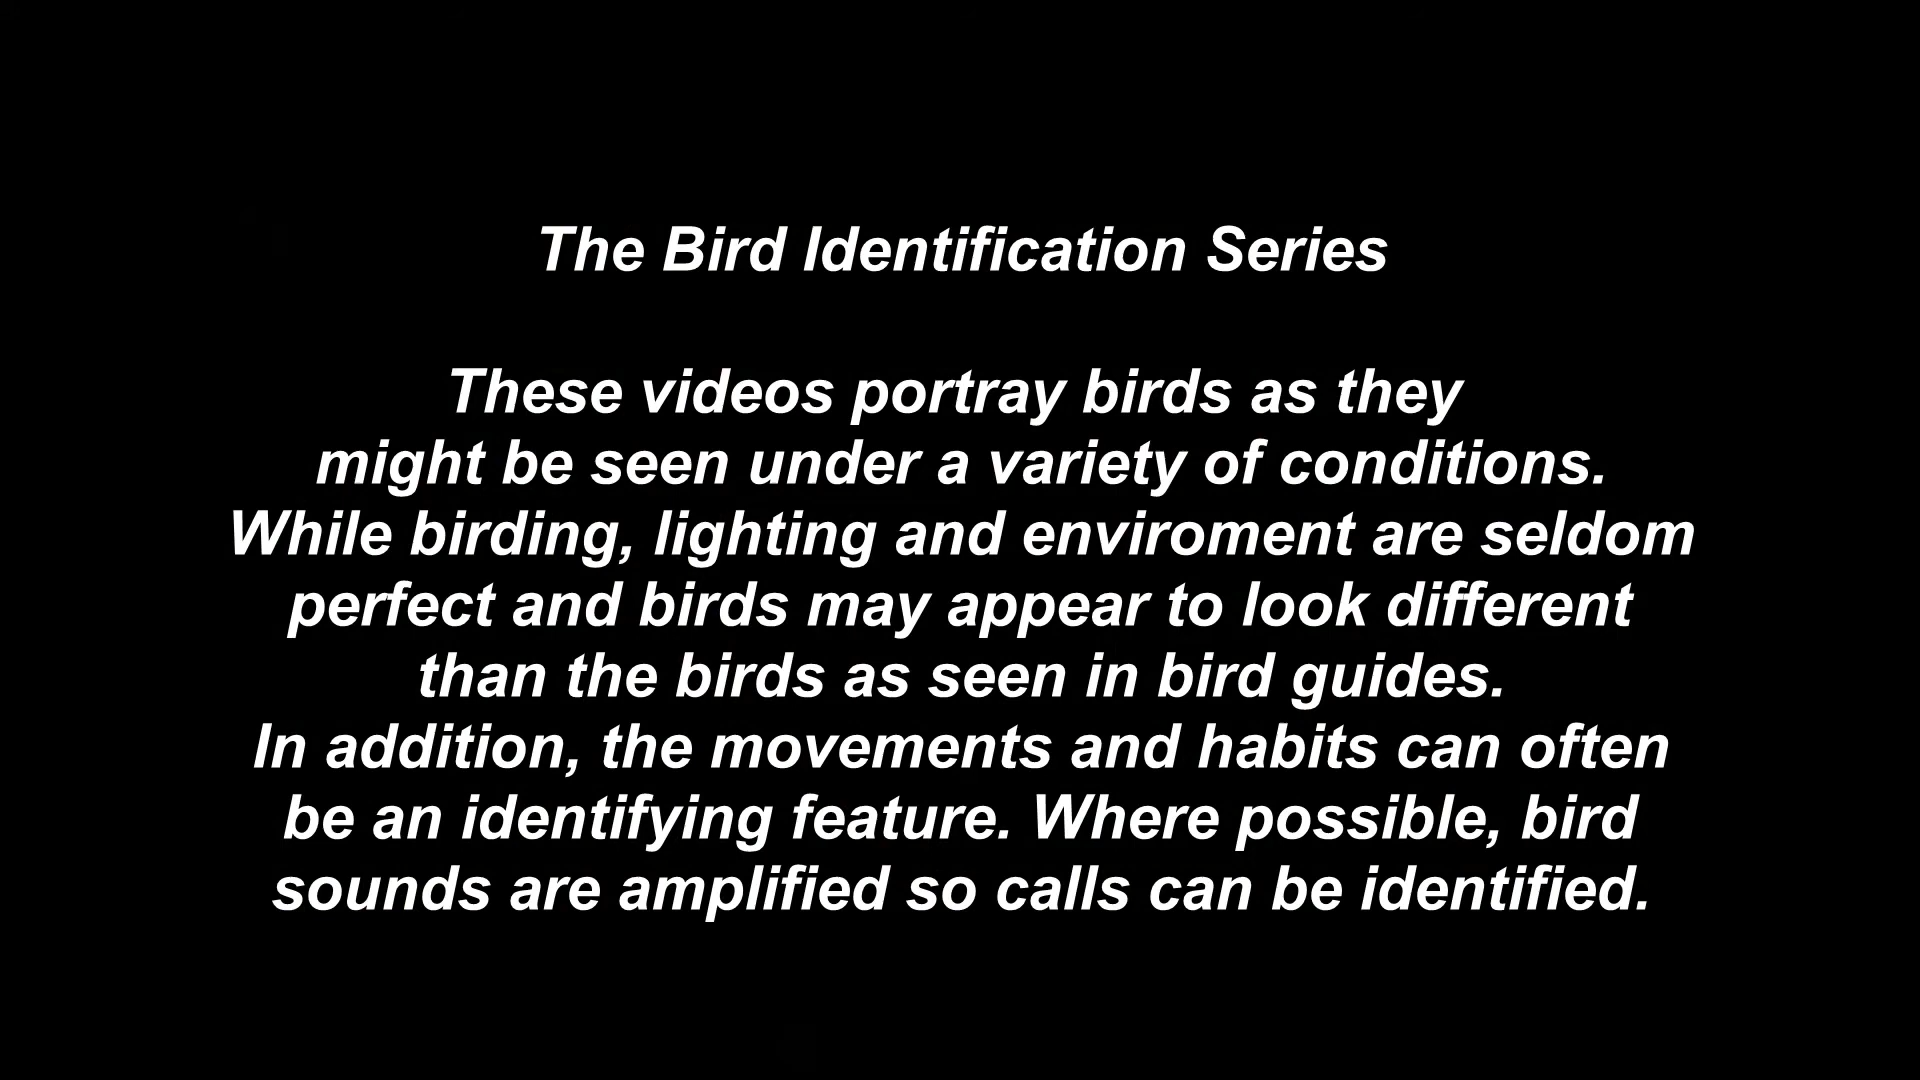 The Bird Identification Series
These videos portray birds as they
might be seen under a variety of conditions.
While birding, lighting and enviroment are seldom
perfect and birds may appear to look different
than the birds as seen in bird guides.
In addition, the movements and habits can often
be an identifying feature. Where possible, bird
sounds are amplified so calls can be identified.